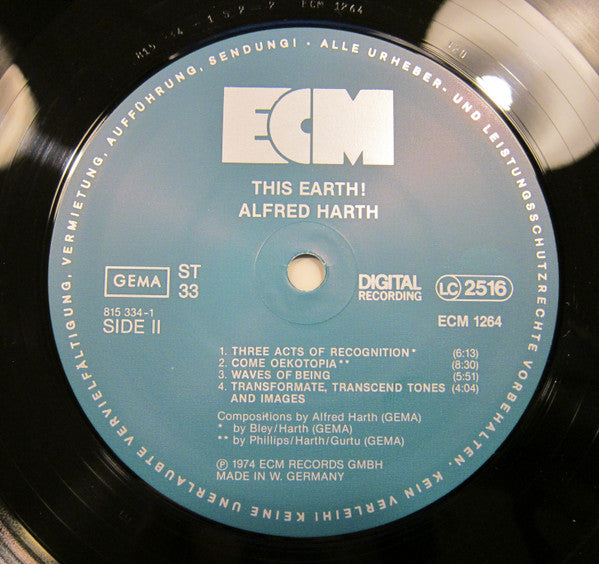 815 334-1 S 2 - 2 ECM 1264
VERMIETUNG, AUFFÜHRUNG, SENDUNG! · ALLE URHEBER- UND LEISTUNGSSCHUTZRECHTE VORBEHALTEN · KEIN VERLEIH! KEINE UNERLAUBTE VERVIELFÄLTIGUNG,
ECM
THIS EARTH!
ALFRED HARTH
GEMA
ST
33
DIGITAL
RECORDING
LC 2516
815 334-1
SIDE II
ECM 1264
1. THREE ACTS OF RECOGNITION* (6:13)
2. COME OEKOTOPIA** (8:30)
3. WAVES OF BEING (5:51)
4. TRANSFORMATE, TRANSCEND TONES (4:04)
AND IMAGES
Compositions by Alfred Harth (GEMA)
* by Bley/Harth (GEMA)
** by Phillips/Harth/Gurtu (GEMA)
Ⓟ 1974 ECM RECORDS GMBH
MADE IN W. GERMANY